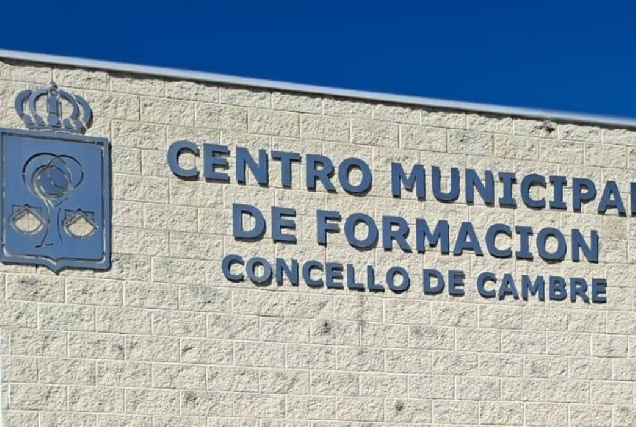 CENTRO MUNICIPAL
DE FORMACION
CONCELLO DE CAMBRE